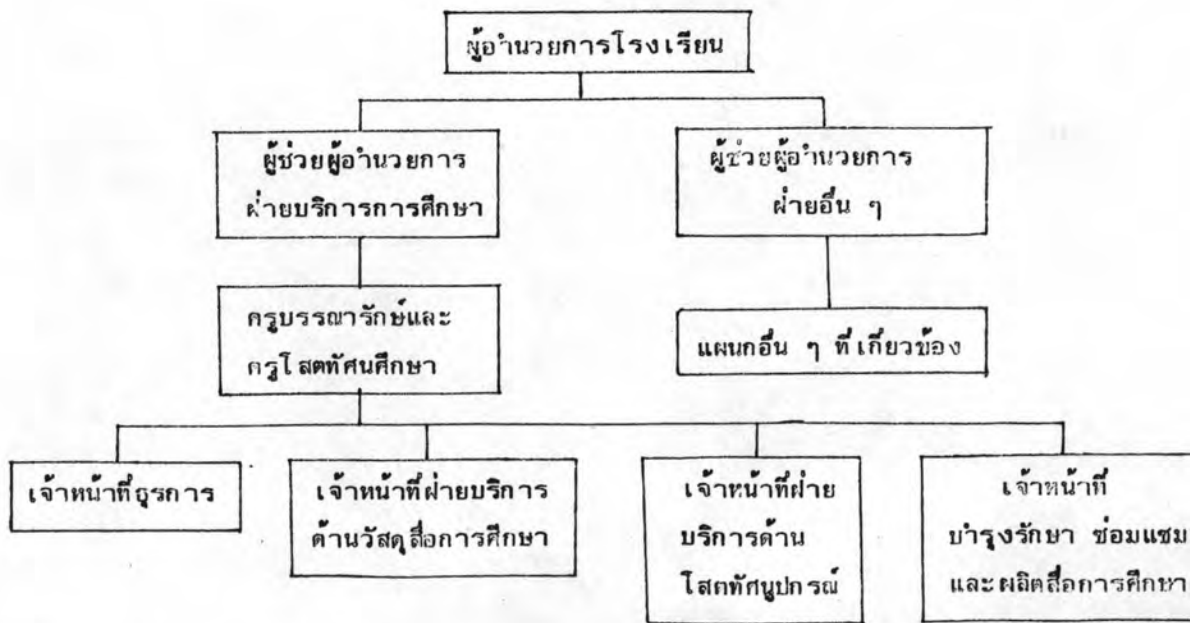 ผู้อำนวยการโรงเรียน
ผู้ช่วยผู้อำนวยการ
ฝ่ายบริการการศึกษา
ผู้ช่วยผู้อำนวยการ
ฝ่ายอื่น ๆ
ครูบรรณารักษ์และ
ครูโสตทัศนศึกษา
แผนกอื่น ๆ ที่เกี่ยวข้อง
เจ้าหน้าที่ธุรการ
เจ้าหน้าที่ฝ่ายบริการ
ด้านวัสดุสื่อการศึกษา
เจ้าหน้าที่ฝ่าย
บริการด้าน
โสตทัศนูปกรณ์
เจ้าหน้าที่
บำรุงรักษา ซ่อมแซม
และผลิตสื่อการศึกษา